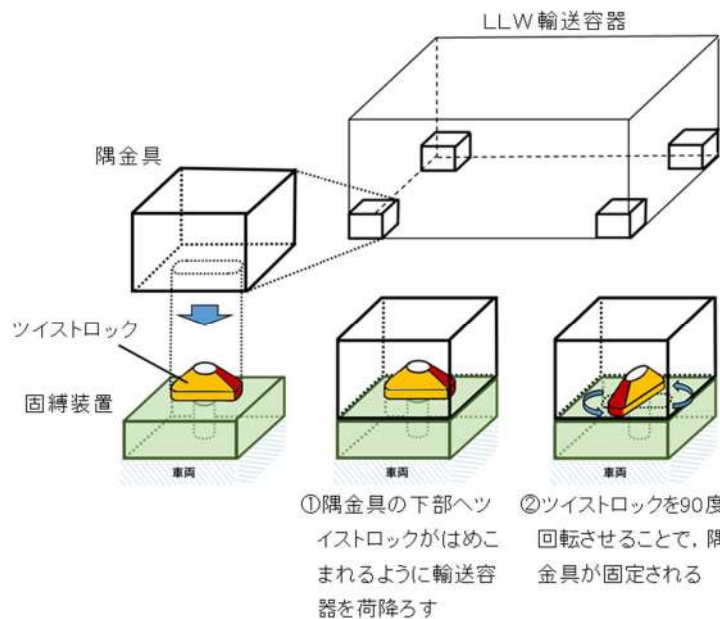 LLW輸送容器
隅金具
ツイストロック
固縛装置
車両
車両
車両
①隅金具の下部へツ
イストロックがはめこ
まれるように輸送容
器を荷降ろす
②ツイストロックを90度
回転させることで，隅
金具が固定される